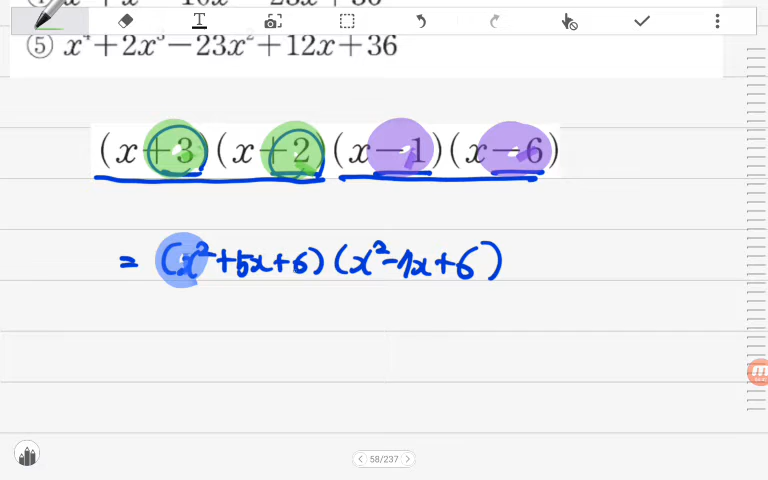 ⑤ x⁴+2x³−23x²+12x+36
(x+3)(x+2)(x−1)(x−6)
= (x²+5x+6)(x²-7x+6)
58/237